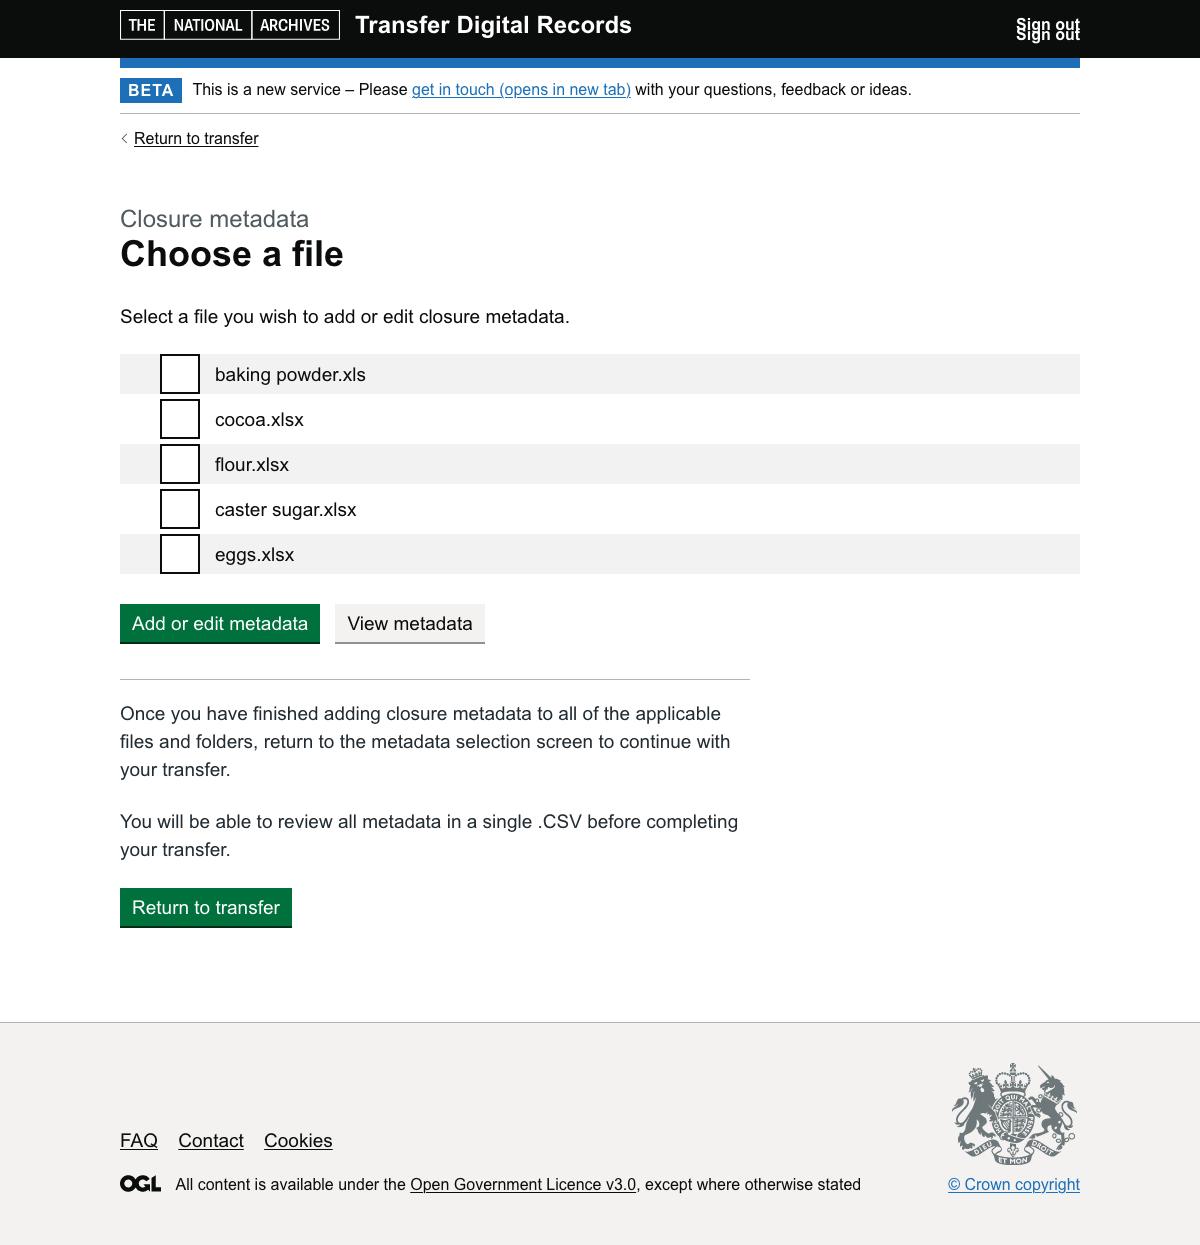 THE NATIONAL ARCHIVES Transfer Digital Records Sign out
Sign out
BETA This is a new service – Please get in touch (opens in new tab) with your questions, feedback or ideas.
Return to transfer
Closure metadata
Choose a file
Select a file you wish to add or edit closure metadata.
baking powder.xls
cocoa.xlsx
flour.xlsx
caster sugar.xlsx
eggs.xlsx
Add or edit metadata View metadata
Once you have finished adding closure metadata to all of the applicable
files and folders, return to the metadata selection screen to continue with
your transfer.
You will be able to review all metadata in a single .CSV before completing
your transfer.
Return to transfer
DIEU ET MON DROIT
FAQ Contact Cookies
OGL All content is available under the Open Government Licence v3.0, except where otherwise stated © Crown copyright